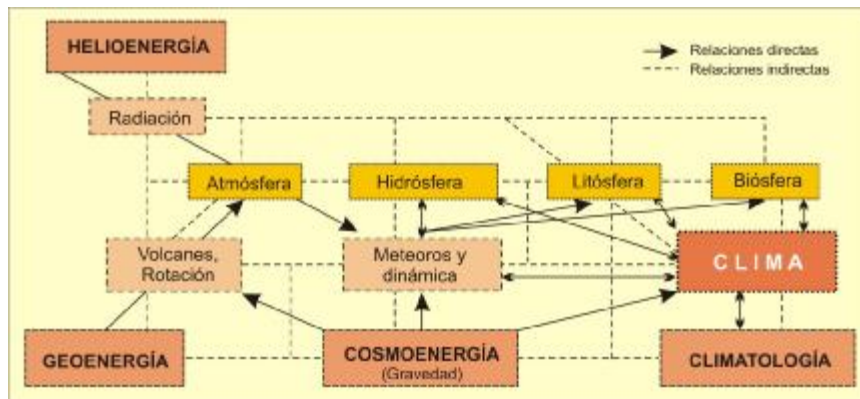 HELIOENERGÍA
Relaciones directas
Relaciones indirectas
Radiación
Atmósfera
Hidrósfera
Litósfera
Biósfera
Volcanes,
Rotación
Meteoros y
dinámica
CLIMA
GEOENERGÍA
COSMOENERGÍA
(Gravedad)
CLIMATOLOGÍA